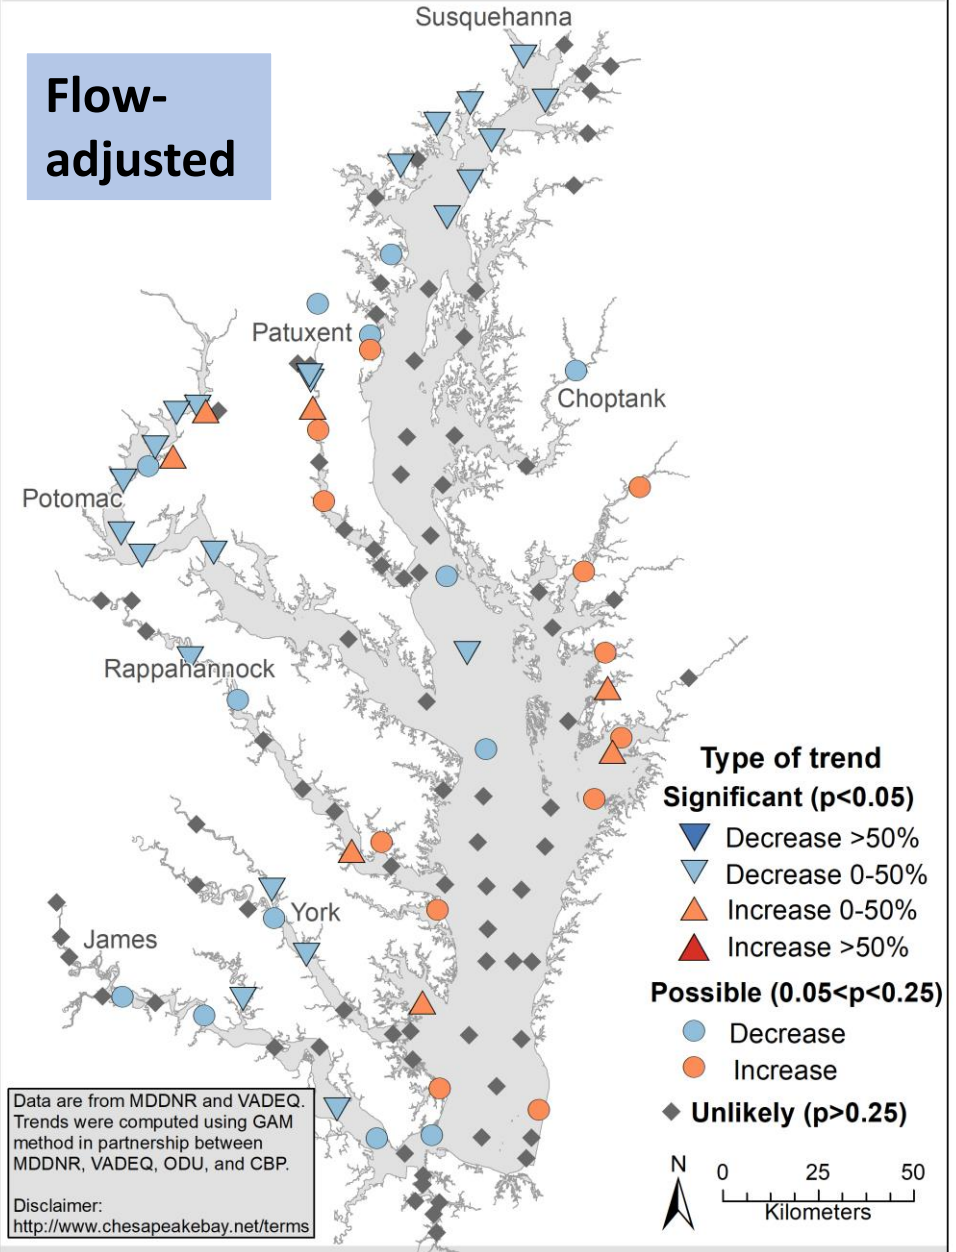 Susquehanna
Flow-
adjusted
Patuxent
Choptank
Potomac
Rappahannock
York
James
Type of trend
Significant (p<0.05)
Decrease >50%
Decrease 0-50%
Increase 0-50%
Increase >50%
Possible (0.05<p<0.25)
Decrease
Increase
Unlikely (p>0.25)
Data are from MDDNR and VADEQ.
Trends were computed using GAM
method in partnership between
MDDNR, VADEQ, ODU, and CBP.
Disclaimer:
http://www.chesapeakebay.net/terms
N
0 25 50
Kilometers